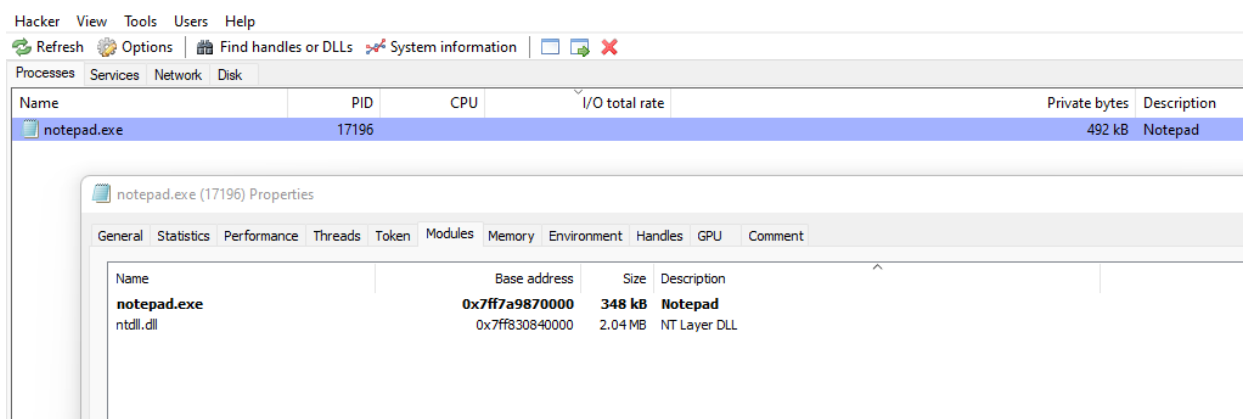 Hacker View Tools Users Help
Refresh Options Find handles or DLLs System information
Processes Services Network Disk
Name PID CPU I/O total rate Private bytes Description
notepad.exe 17196 492 kB Notepad
notepad.exe (17196) Properties
General Statistics Performance Threads Token Modules Memory Environment Handles GPU Comment
Name Base address Size Description
notepad.exe 0x7ff7a9870000 348 kB Notepad
ntdll.dll 0x7ff830840000 2.04 MB NT Layer DLL